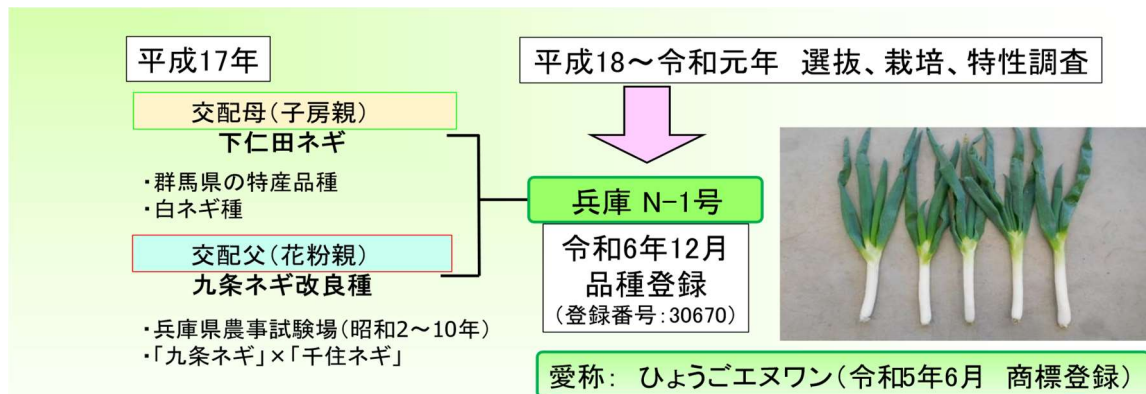 平成17年
平成18～令和元年　選抜、栽培、特性調査
交配母（子房親）
下仁田ネギ
・群馬県の特産品種
・白ネギ種
交配父（花粉親）
九条ネギ改良種
・兵庫県農事試験場（昭和2～10年）
・「九条ネギ」×「千住ネギ」
兵庫 N-1号
令和6年12月
品種登録
（登録番号：30670）
愛称：　ひょうごエヌワン（令和5年6月　商標登録）